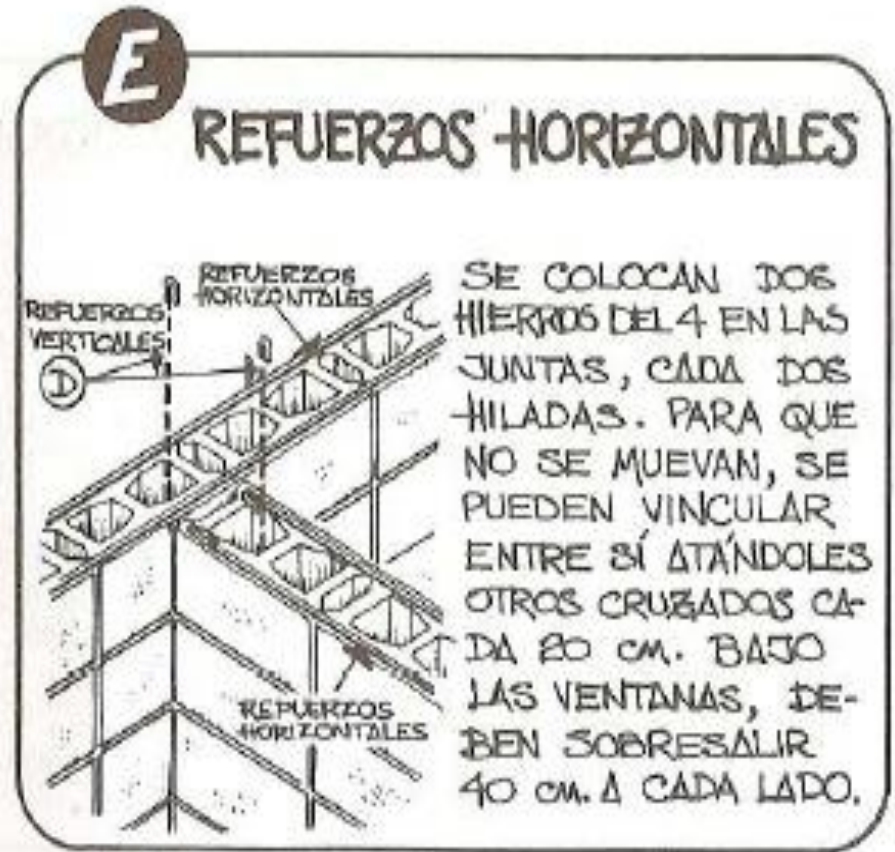 E
REFUERZOS HORIZONTALES
REFUERZOS
HORIZONTALES
REFUERZOS
VERTICALES
D
SE COLOCAN DOS
HIERROS DEL 4 EN LAS
JUNTAS, CADA DOS
HILADAS. PARA QUE
NO SE MUEVAN, SE
PUEDEN VINCULAR
ENTRE SÍ ATÁNDOLES
OTROS CRUZADOS CA-
DA 20 CM. BAJO
LAS VENTANAS, DE-
BEN SOBRESALIR
40 CM. A CADA LADO.
REFUERZOS
HORIZONTALES